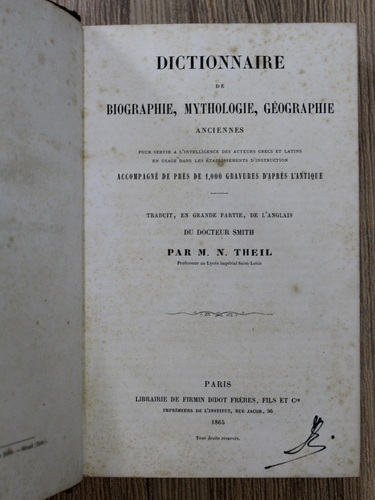 DICTIONNAIRE
DE
BIOGRAPHIE, MYTHOLOGIE, GÉOGRAPHIE
ANCIENNES
POUR SERVIR A L'INTELLIGENCE DES AUTEURS GRECS ET LATINS
EN USAGE DANS LES ÉTABLISSEMENTS D'INSTRUCTION
ACCOMPAGNÉ DE PRÈS DE 1,000 GRAVURES D'APRÈS L'ANTIQUE
TRADUIT, EN GRANDE PARTIE, DE L'ANGLAIS
DU DOCTEUR SMITH
PAR M. N. THEIL
Professeur au Lycée impérial Saint-Louis
PARIS
LIBRAIRIE DE FIRMIN DIDOT FRÈRES, FILS ET Cie
IMPRIMEURS DE L'INSTITUT, RUE JACOB, 56
1865
Tous droits réservés.